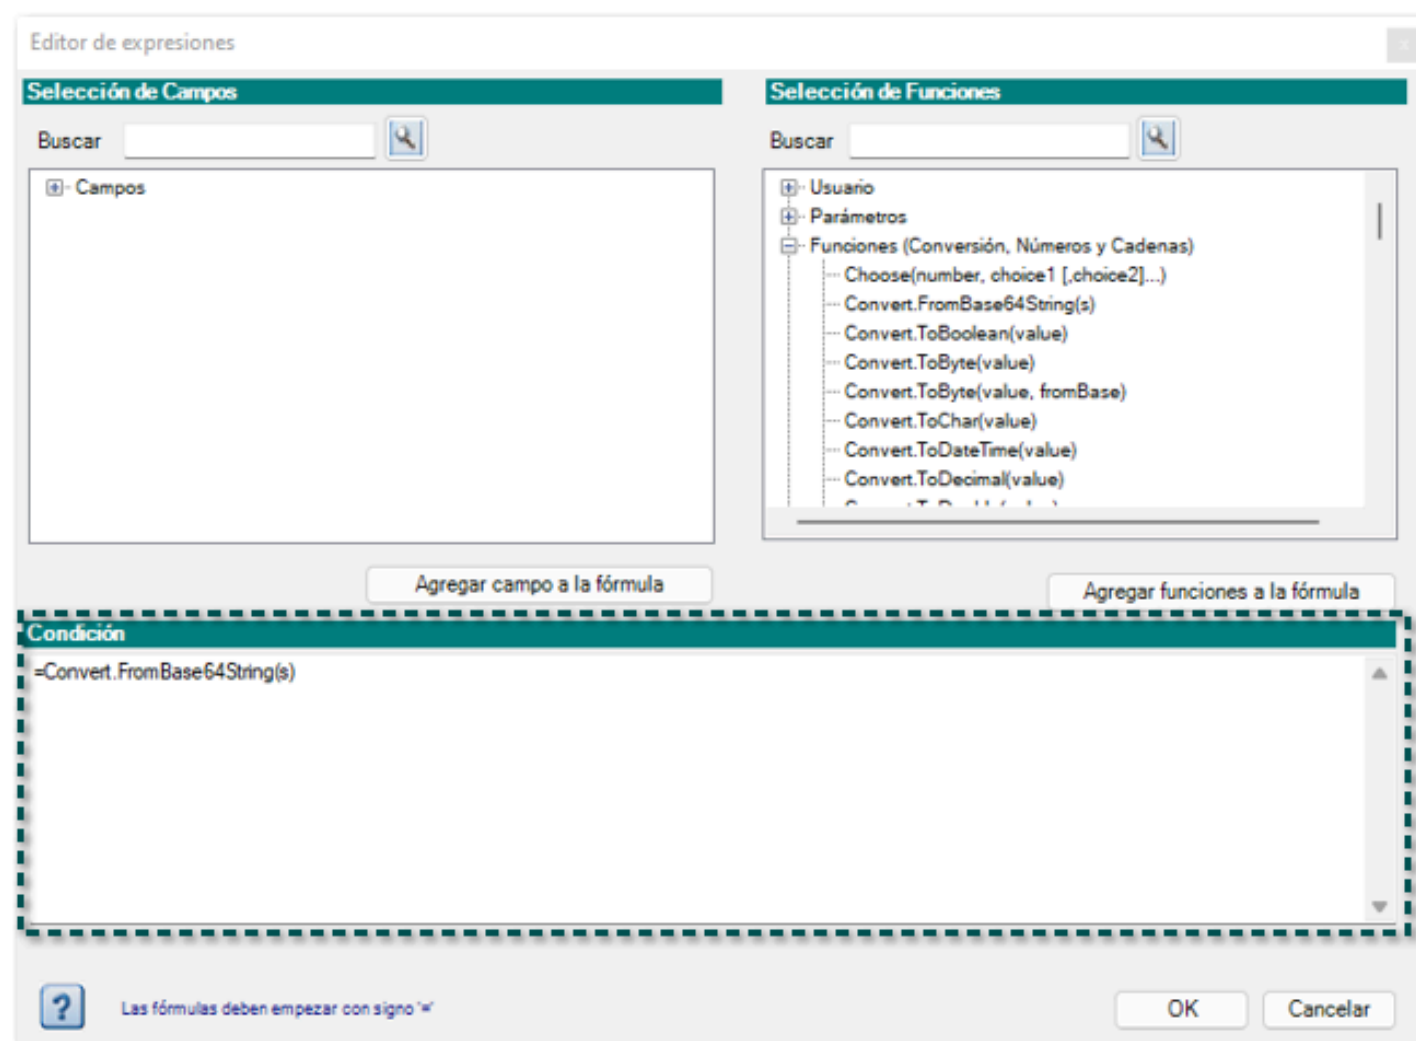 Editor de expresiones
Selección de Campos
Buscar
Campos
Agregar campo a la fórmula
Selección de Funciones
Buscar
Usuario
Parámetros
Funciones (Conversión, Números y Cadenas)
Choose(number, choice1 [,choice2]...)
Convert.FromBase64String(s)
Convert.ToBoolean(value)
Convert.ToByte(value)
Convert.ToByte(value, fromBase)
Convert.ToChar(value)
Convert.ToDateTime(value)
Convert.ToDecimal(value)
Agregar funciones a la fórmula
Condición
=Convert.FromBase64String(s)
?
Las fórmulas deben empezar con signo '='
OK
Cancelar